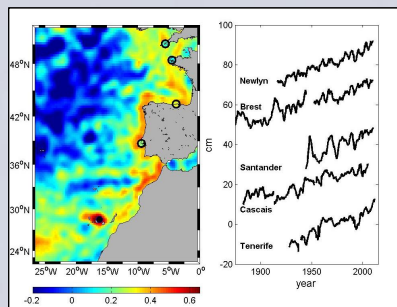 48°N
42°N
36°N
30°N
24°N
25°W 20°W 15°W 10°W 5°W 0°
-0.2 0 0.2 0.4 0.6
100
80
60
40
20
0
-20
cm
Newlyn
Brest
Santander
Cascais
Tenerife
1900 1950 2000
year